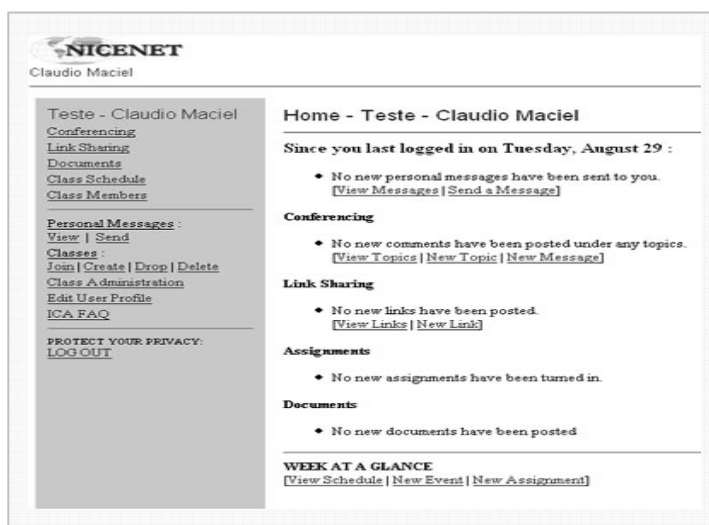 NICENET
Claudio Maciel
Teste - Claudio Maciel
Conferencing
Link Sharing
Documents
Class Schedule
Class Members
Personal Messages :
View | Send
Classes :
Join | Create | Drop | Delete
Class Administration
Edit User Profile
ICA FAQ
PROTECT YOUR PRIVACY:
LOG OUT
Home - Teste - Claudio Maciel
Since you last logged in on Tuesday, August 29 :
• No new personal messages have been sent to you.
[View Messages | Send a Message]
Conferencing
• No new comments have been posted under any topics.
[View Topics | New Topic | New Message]
Link Sharing
• No new links have been posted.
[View Links | New Link]
Assignments
• No new assignments have been turned in.
Documents
• No new documents have been posted
WEEK AT A GLANCE
[View Schedule | New Event | New Assignment]